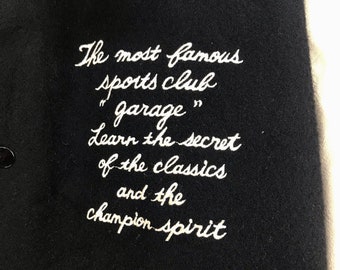 The most famous
sports club
"garage"
Learn the secret
of the classics
and the
champion spirit